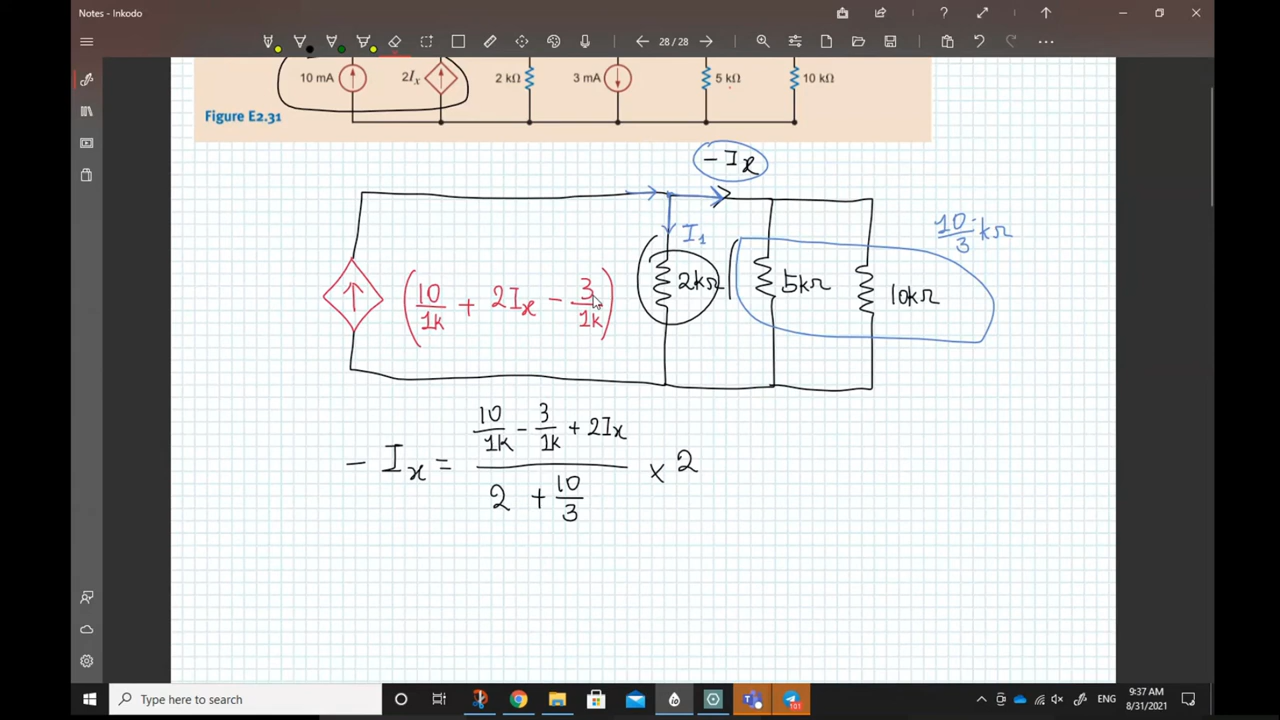 Notes - Inkodo
28 / 28
10 mA
2Iₓ
2 kΩ
3 mA
5 kΩ
10 kΩ
Figure E2.31
- Ix
I₁
10/3 kΩ
(10/1k + 2Ix - 3/1k)
2kΩ
5kΩ
10kΩ
- Ix = (10/1k - 3/1k + 2Ix) / (2 + 10/3) × 2
Type here to search
ENG
9:37 AM
8/31/2021
101